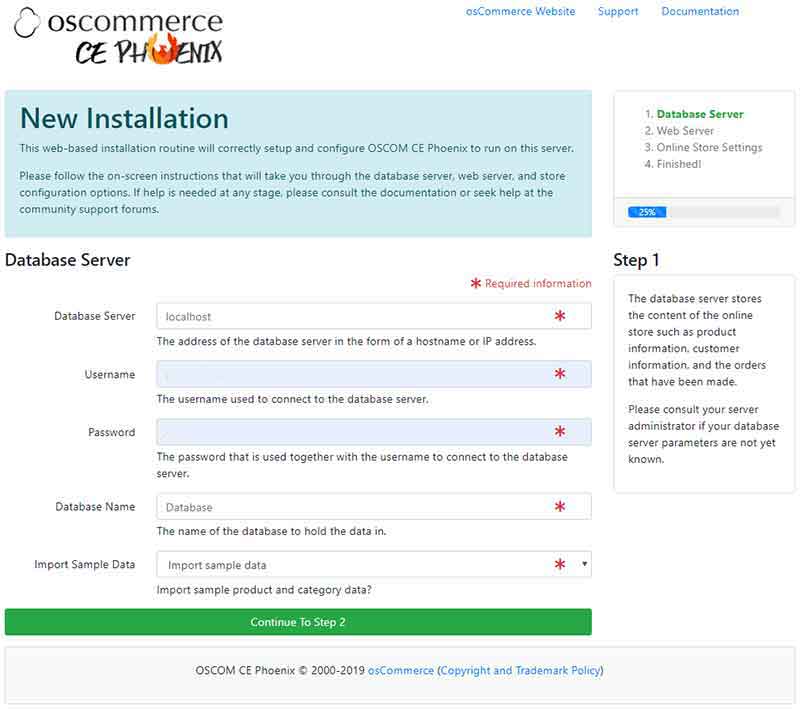 oscommerce
CE PHOENIX
osCommerce Website
Support
Documentation
New Installation
This web-based installation routine will correctly setup and configure OSCOM CE Phoenix to run on this server.
Please follow the on-screen instructions that will take you through the database server, web server, and store
configuration options. If help is needed at any stage, please consult the documentation or seek help at the
community support forums.
1. Database Server
2. Web Server
3. Online Store Settings
4. Finished!
25%
Database Server
* Required information
Database Server
localhost *
The address of the database server in the form of a hostname or IP address.
Username
*
The username used to connect to the database server.
Password
*
The password that is used together with the username to connect to the database
server.
Database Name
Database *
The name of the database to hold the data in.
Import Sample Data
Import sample data *
Import sample product and category data?
Continue To Step 2
Step 1
The database server stores
the content of the online
store such as product
information, customer
information, and the orders
that have been made.
Please consult your server
administrator if your database
server parameters are not yet
known.
OSCOM CE Phoenix © 2000-2019 osCommerce (Copyright and Trademark Policy)